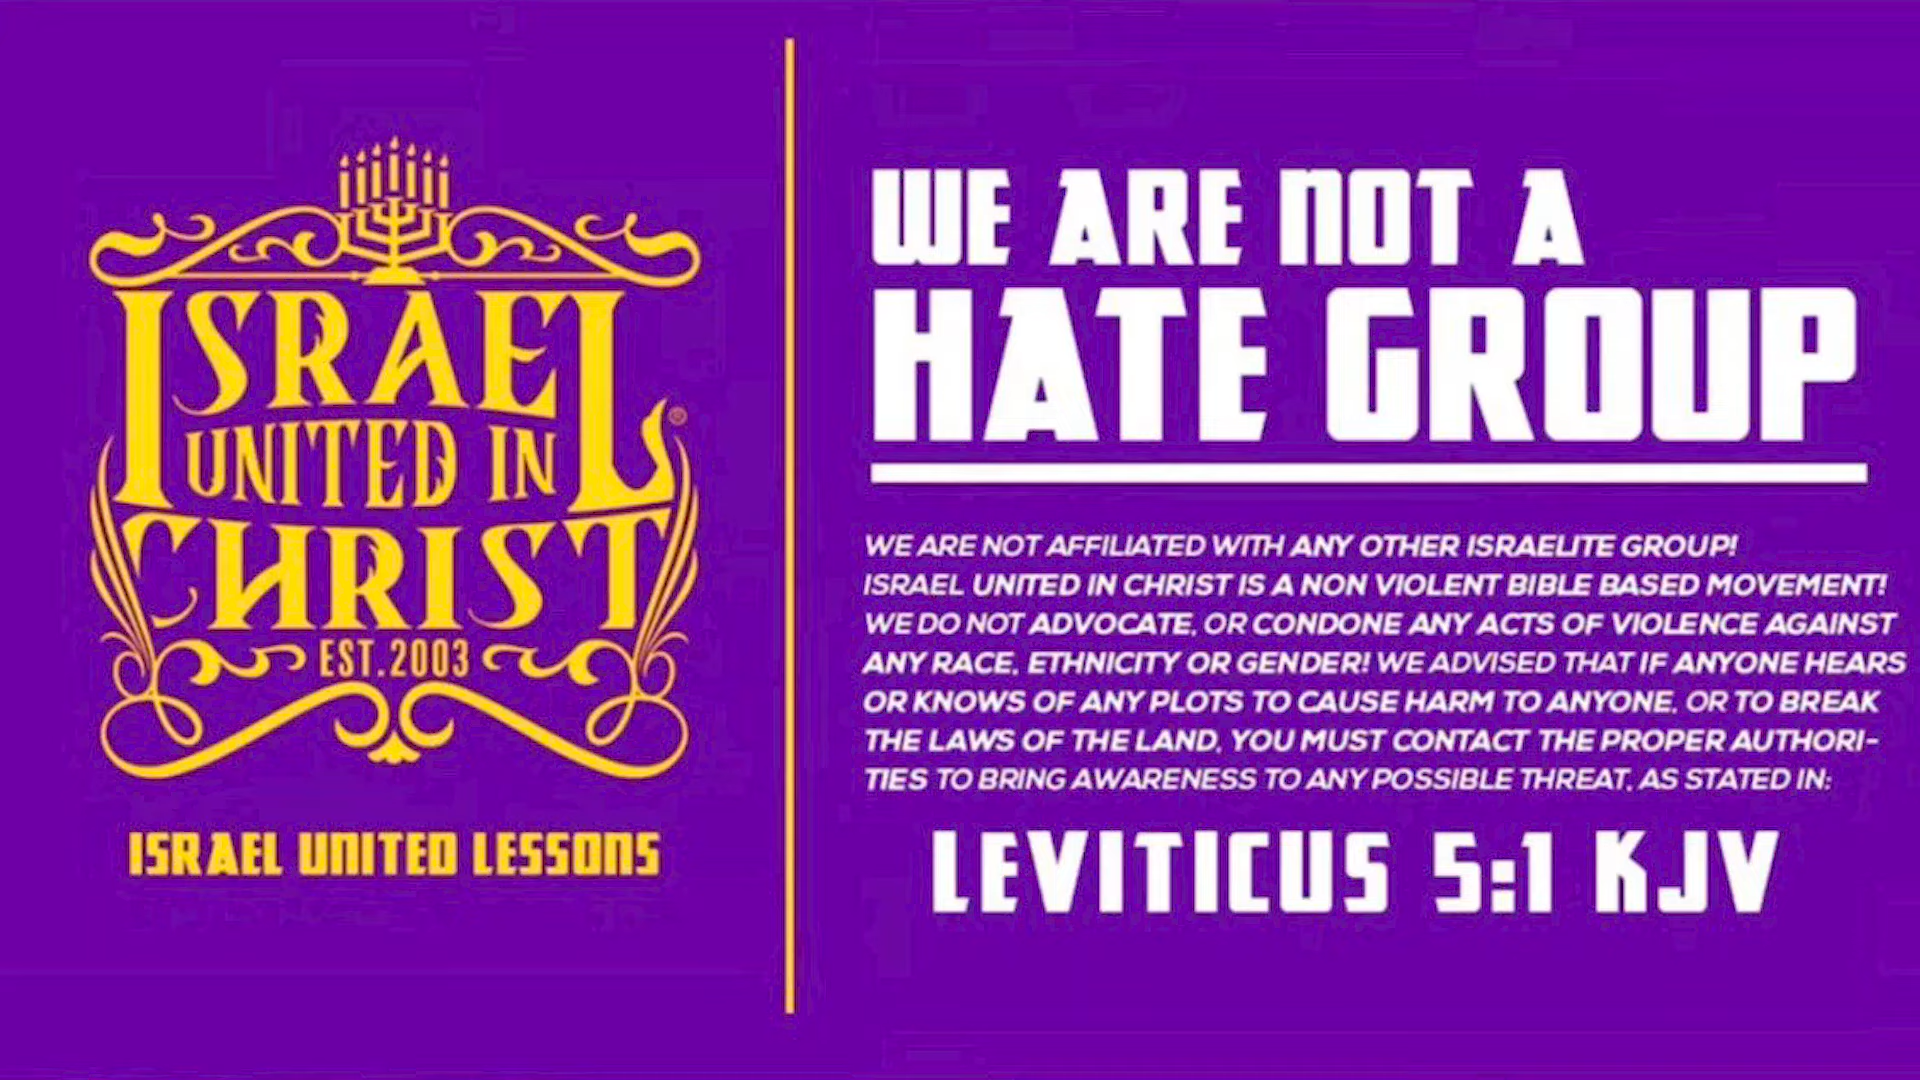 ISRAEL
UNITED IN
CHRIST
®
EST.2003
ISRAEL UNITED LESSONS
WE ARE NOT A
HATE GROUP
WE ARE NOT AFFILIATED WITH ANY OTHER ISRAELITE GROUP!
ISRAEL UNITED IN CHRIST IS A NON VIOLENT BIBLE BASED MOVEMENT!
WE DO NOT ADVOCATE, OR CONDONE ANY ACTS OF VIOLENCE AGAINST
ANY RACE, ETHNICITY OR GENDER! WE ADVISED THAT IF ANYONE HEARS
OR KNOWS OF ANY PLOTS TO CAUSE HARM TO ANYONE, OR TO BREAK
THE LAWS OF THE LAND, YOU MUST CONTACT THE PROPER AUTHORI-
TIES TO BRING AWARENESS TO ANY POSSIBLE THREAT, AS STATED IN:
LEVITICUS 5:1 KJV